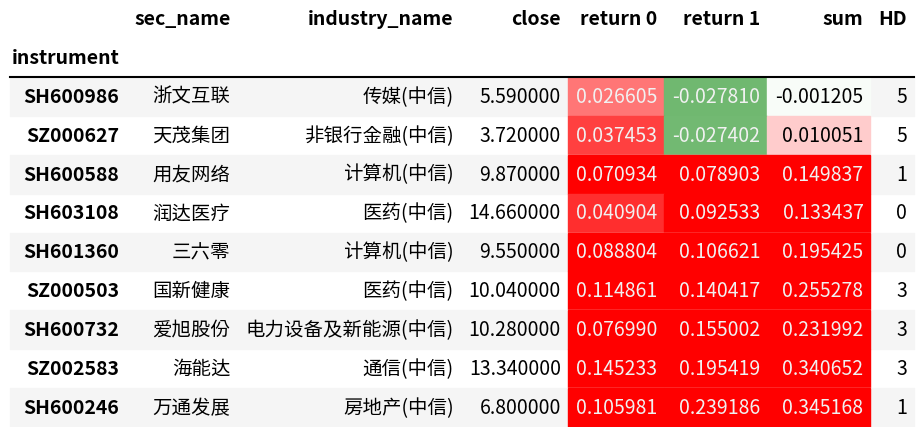 sec_name industry_name close return 0 return 1 sum HD
instrument
SH600986 浙文互联 传媒(中信) 5.590000 0.026605 -0.027810 -0.001205 5
SZ000627 天茂集团 非银行金融(中信) 3.720000 0.037453 -0.027402 0.010051 5
SH600588 用友网络 计算机(中信) 9.870000 0.070934 0.078903 0.149837 1
SH603108 润达医疗 医药(中信) 14.660000 0.040904 0.092533 0.133437 0
SH601360 三六零 计算机(中信) 9.550000 0.088804 0.106621 0.195425 0
SZ000503 国新健康 医药(中信) 10.040000 0.114861 0.140417 0.255278 3
SH600732 爱旭股份 电力设备及新能源(中信) 10.280000 0.076990 0.155002 0.231992 3
SZ002583 海能达 通信(中信) 13.340000 0.145233 0.195419 0.340652 3
SH600246 万通发展 房地产(中信) 6.800000 0.105981 0.239186 0.345168 1